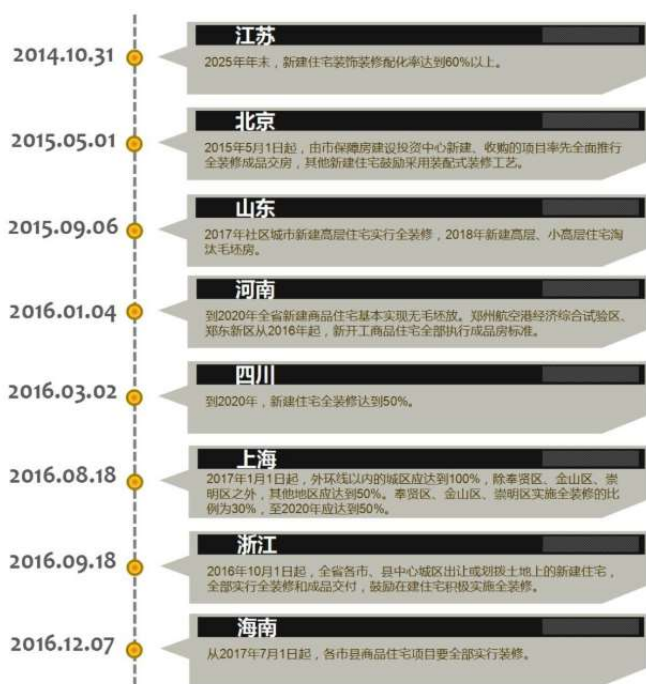 2014.10.31
江苏
2025年年末，新建住宅装饰装修配化率达到60%以上。
2015.05.01
北京
2015年5月1日起，由市保障房建设投资中心新建、收购的项目率先全面推行
全装修成品交房，其他新建住宅鼓励采用装配式装修工艺。
2015.09.06
山东
2017年社区城市新建高层住宅实行全装修，2018年新建高层、小高层住宅淘
汰毛坯房。
2016.01.04
河南
到2020年全省新建商品住宅基本实现无毛坯放。郑州航空港经济综合试验区、
郑东新区从2016年起，新开工商品住宅全部执行成品房标准。
2016.03.02
四川
到2020年，新建住宅全装修达到50%。
2016.08.18
上海
2017年1月1日起，外环线以内的城区应达到100%，除奉贤区、金山区、崇
明区之外，其他地区应达到50%。奉贤区、金山区、崇明区实施全装修的比
例为30%，至2020年应达到50%。
2016.09.18
浙江
2016年10月1日起，全省各市、县中心城区出让或划拨土地上的新建住宅，
全部实行全装修和成品交付，鼓励在建住宅积极实施全装修。
2016.12.07
海南
从2017年7月1日起，各市县商品住宅项目要全部实行装修。